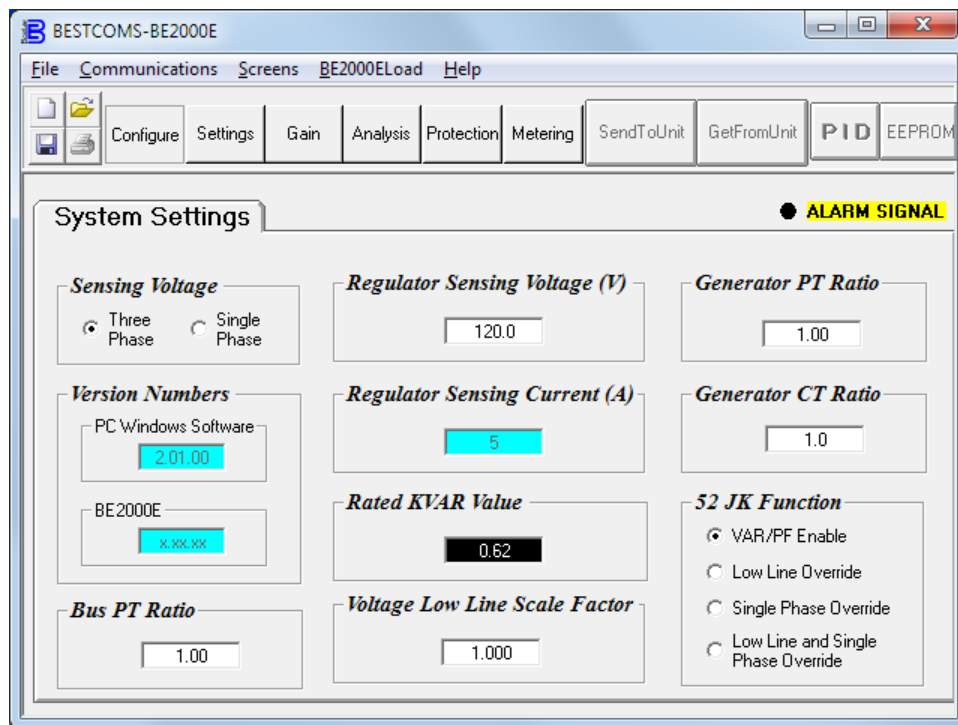 BESTCOMS-BE2000E
File Communications Screens BE2000ELoad Help
Configure Settings Gain Analysis Protection Metering SendToUnit GetFromUnit PID EEPROM
System Settings
ALARM SIGNAL
Sensing Voltage
Three Phase
Single Phase
Regulator Sensing Voltage (V)
120.0
Generator PT Ratio
1.00
Version Numbers
PC Windows Software
2.01.00
BE2000E
x.xx.xx
Regulator Sensing Current (A)
5
Generator CT Ratio
1.0
Rated KVAR Value
0.62
52 JK Function
VAR/PF Enable
Low Line Override
Single Phase Override
Low Line and Single
Phase Override
Bus PT Ratio
1.00
Voltage Low Line Scale Factor
1.000